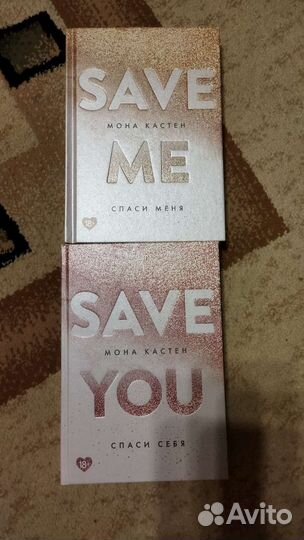 SAVE
МОНА КАСТЕН
ME
СПАСИ МЕНЯ
18+
SAVE
МОНА КАСТЕН
YOU
СПАСИ СЕБЯ
18+
Avito